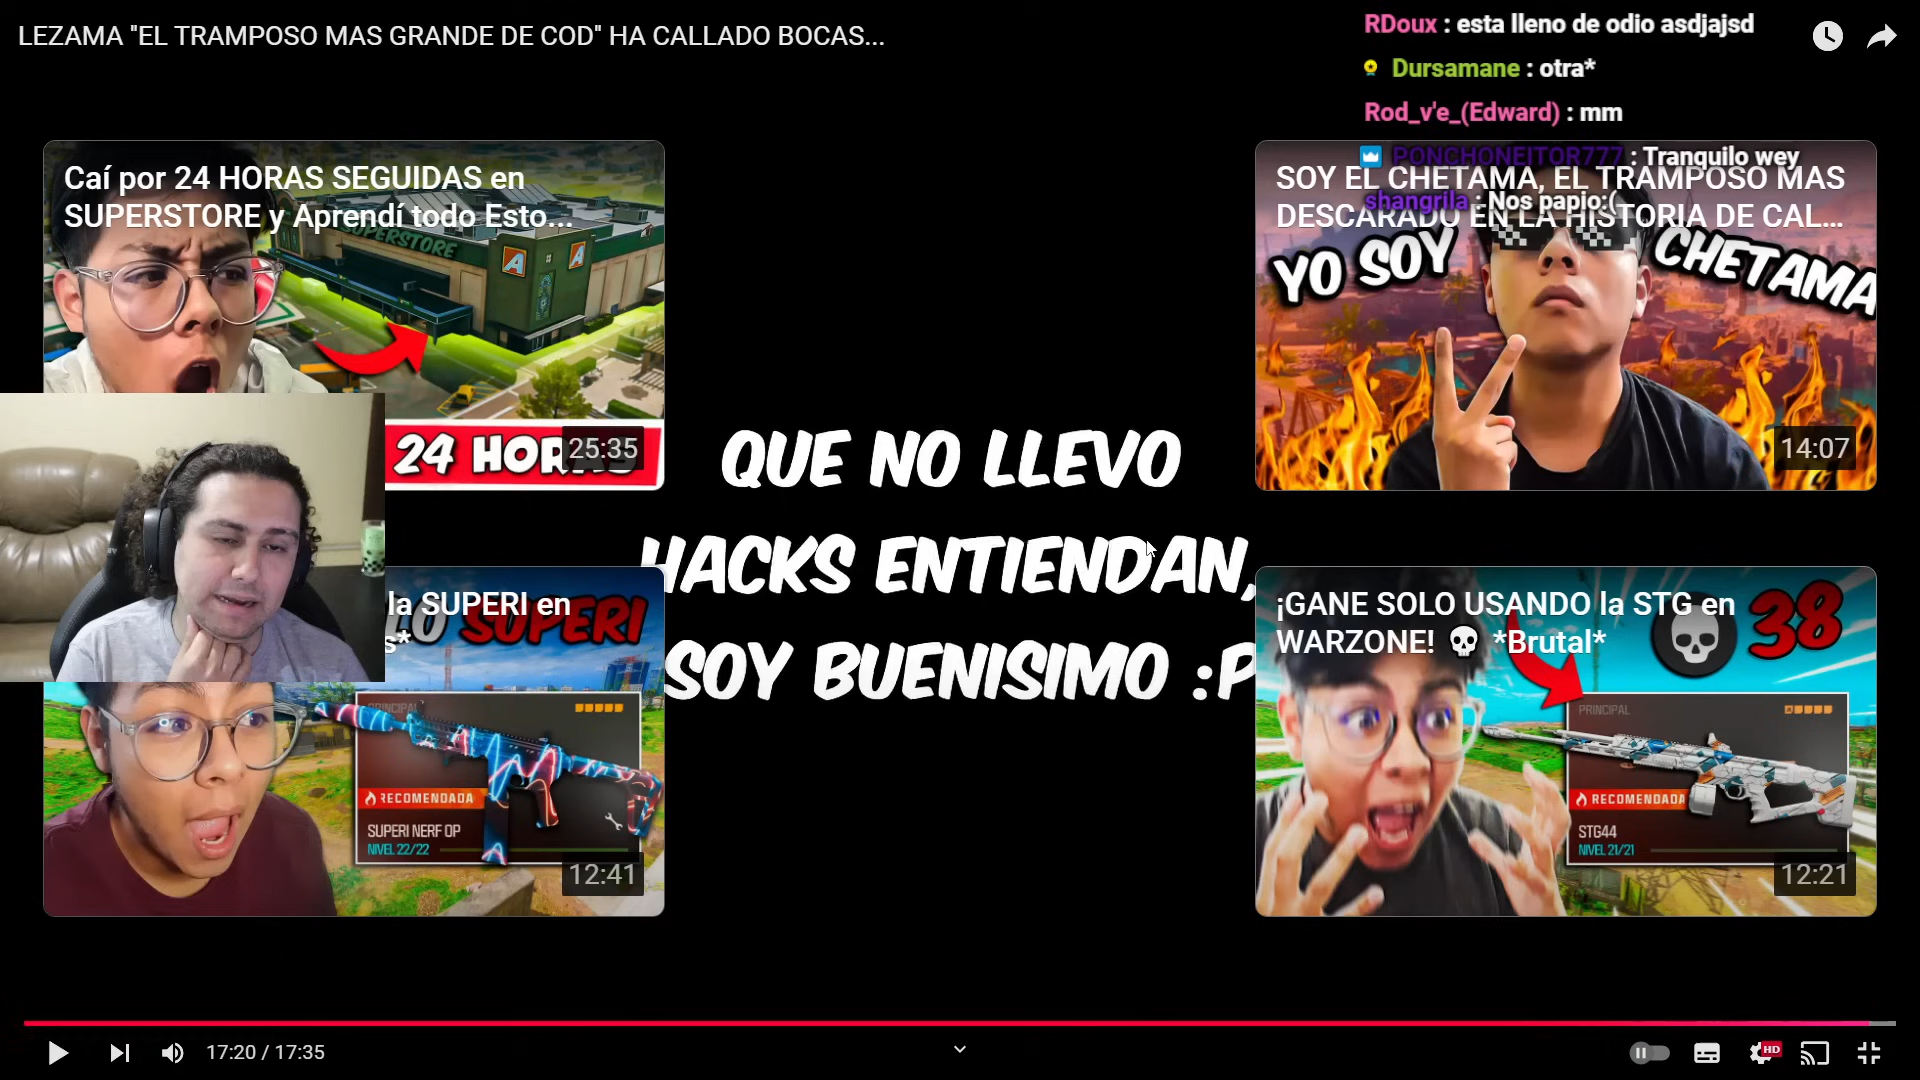 LEZAMA "EL TRAMPOSO MAS GRANDE DE COD" HA CALLADO BOCAS...
RDoux : esta lleno de odio asdjajsd
Dursamane : otra*
Rod_v'e_(Edward) : mm
PONCHONEITOR777 : Tranquilo wey
shangrila : Nos papio:(
Caí por 24 HORAS SEGUIDAS en
SUPERSTORE y Aprendí todo Esto...
SUPERSTORE
24 HORAS
25:35
SOY EL CHETAMA, EL TRAMPOSO MAS
DESCARADO EN LA HISTORIA DE CAL...
YO SOY CHETAMA
14:07
QUE NO LLEVO
HACKS ENTIENDAN,
SOY BUENISIMO :P
la SUPERI en
s*
LO SUPERI
PRINCIPAL
RECOMENDADA
SUPERI NERF OP
NIVEL 22/22
12:41
¡GANE SOLO USANDO la STG en
WARZONE! 💀 *Brutal*
38
PRINCIPAL
RECOMENDADA
STG44
NIVEL 21/21
12:21
17:20 / 17:35
HD